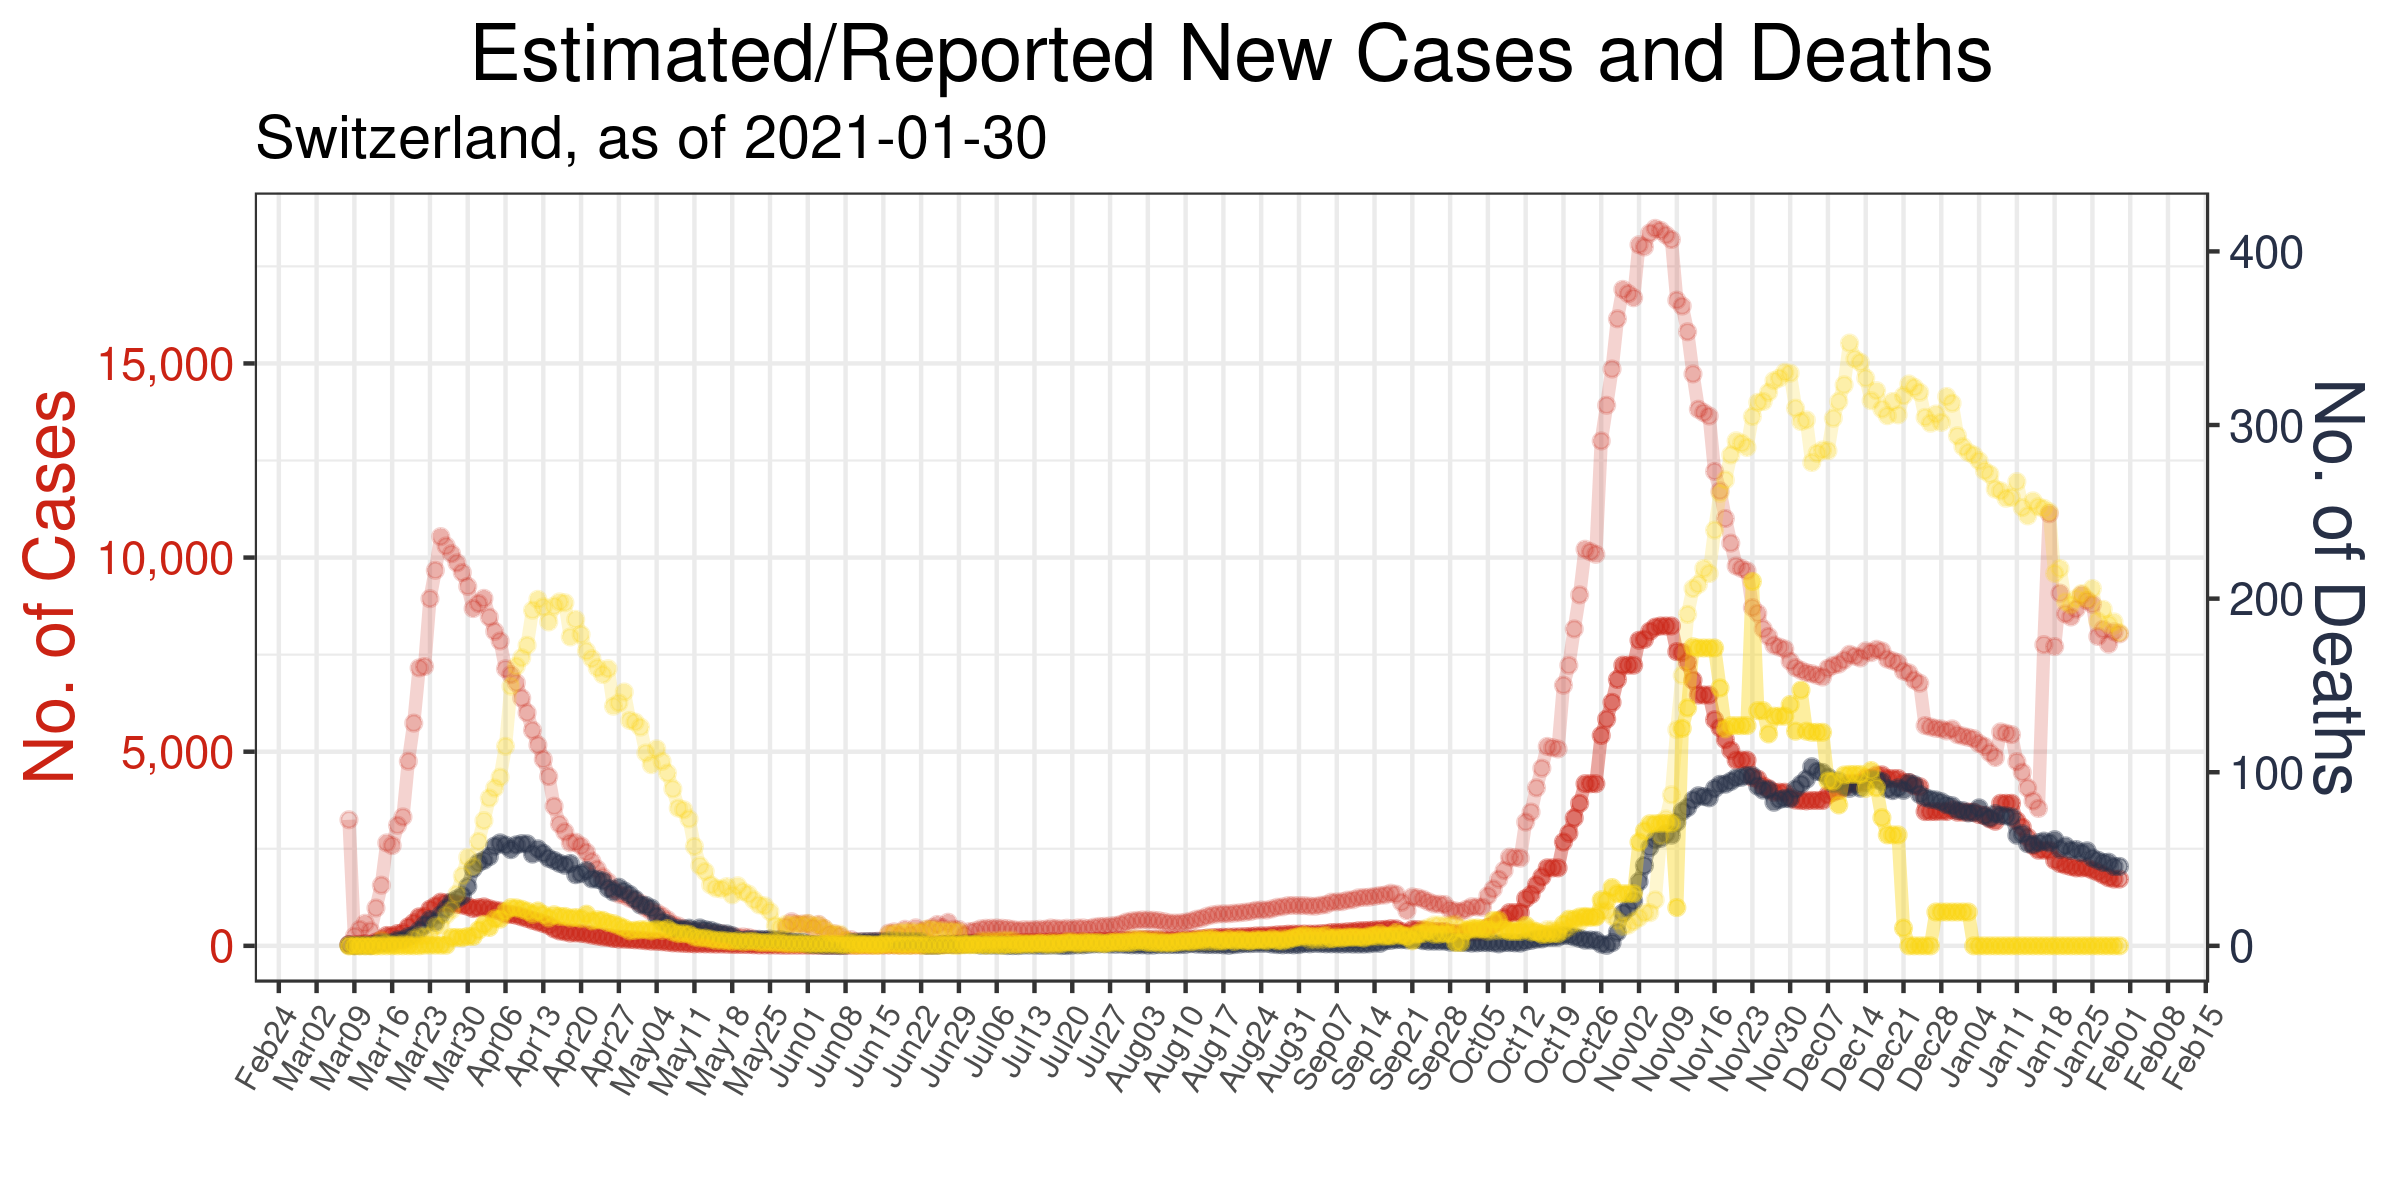 Estimated/Reported New Cases and Deaths
Switzerland, as of 2021-01-30
No. of Cases
15,000
10,000
5,000
0
400
300
200
100
0
No. of Deaths
Feb24
Mar02
Mar09
Mar16
Mar23
Mar30
Apr06
Apr13
Apr20
Apr27
May04
May11
May18
May25
Jun01
Jun08
Jun15
Jun22
Jun29
Jul06
Jul13
Jul20
Jul27
Aug03
Aug10
Aug17
Aug24
Aug31
Sep07
Sep14
Sep21
Sep28
Oct05
Oct12
Oct19
Oct26
Nov02
Nov09
Nov16
Nov23
Nov30
Dec07
Dec14
Dec21
Dec28
Jan04
Jan11
Jan18
Jan25
Feb01
Feb08
Feb15